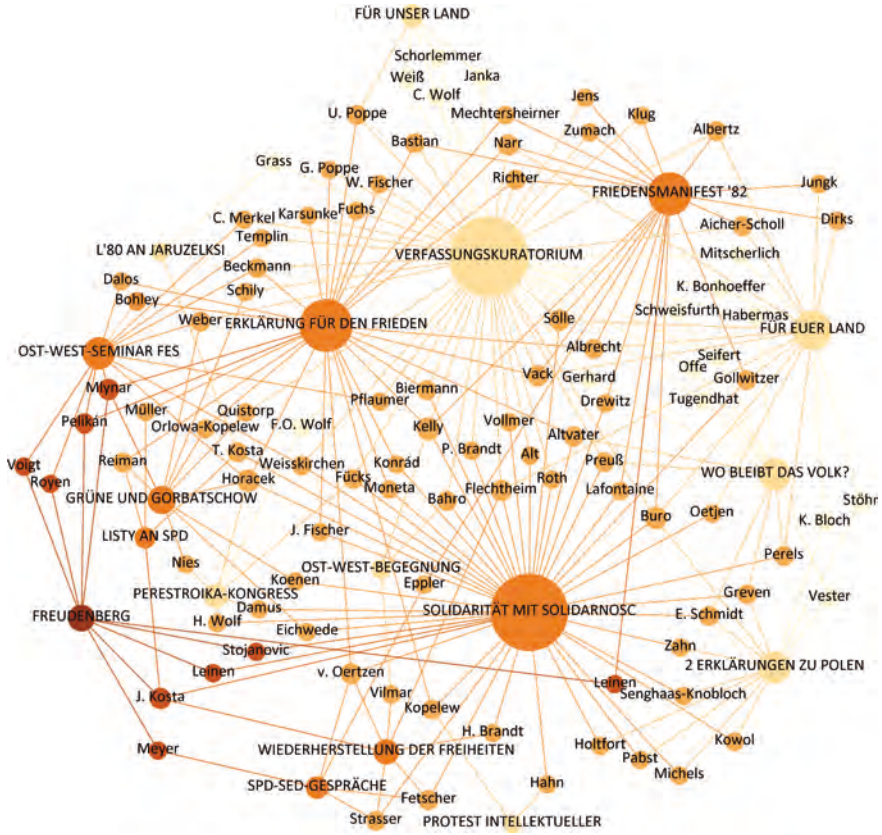 FÜR UNSER LAND
Schorlemmer
Weiß
Janka
C. Wolf
Jens
U. Poppe
Mechtersheirner
Klug
Zumach
Albertz
Bastian
Narr
Grass
G. Poppe
W. Fischer
Richter
FRIEDENSMANIFEST '82
Jungk
C. Merkel
Karsunke
Fuchs
Aicher-Scholl
Dirks
Templin
L'80 AN JARUZELKSI
VERFASSUNGSKURATORIUM
Mitscherlich
Beckmann
Dalos
K. Bonhoeffer
Schily
Bohley
Schweisfurth
Habermas
Weber
ERKLÄRUNG FÜR DEN FRIEDEN
Sölle
FÜR EUER LAND
OST-WEST-SEMINAR FES
Albrecht
Seifert
Offe
Mlynar
Vack
Gerhard
Gollwitzer
Müller
Quistorp
Pflaumer
Biermann
Drewitz
Tugendhat
Pelikán
Orlowa-Kopelew
F.O. Wolf
Kelly
Vollmer
Altvater
Voigt
Reiman
T. Kosta
Weisskirchen
Konrád
P. Brandt
Alt
Preuß
WO BLEIBT DAS VOLK?
Royen
Horacek
Fücks
Moneta
Flechtheim
Roth
Lafontaine
Stöhr
GRÜNE UND GORBATSCHOW
Bahro
Buro
Oetjen
K. Bloch
LISTY AN SPD
J. Fischer
Perels
Nies
OST-WEST-BEGEGNUNG
Koenen
Eppler
PERESTROIKA-KONGRESS
Greven
Vester
FREUDENBERG
Damus
SOLIDARITÄT MIT SOLIDARNOSC
E. Schmidt
H. Wolf
Eichwede
Stojanovic
Zahn
2 ERKLÄRUNGEN ZU POLEN
Leinen
v. Oertzen
Leinen
Senghaas-Knobloch
J. Kosta
Vilmar
Kopelew
H. Brandt
Meyer
WIEDERHERSTELLUNG DER FREIHEITEN
Holtfort
Kowol
Pabst
Michels
SPD-SED-GESPRÄCHE
Hahn
Fetscher
Strasser
PROTEST INTELLEKTUELLER